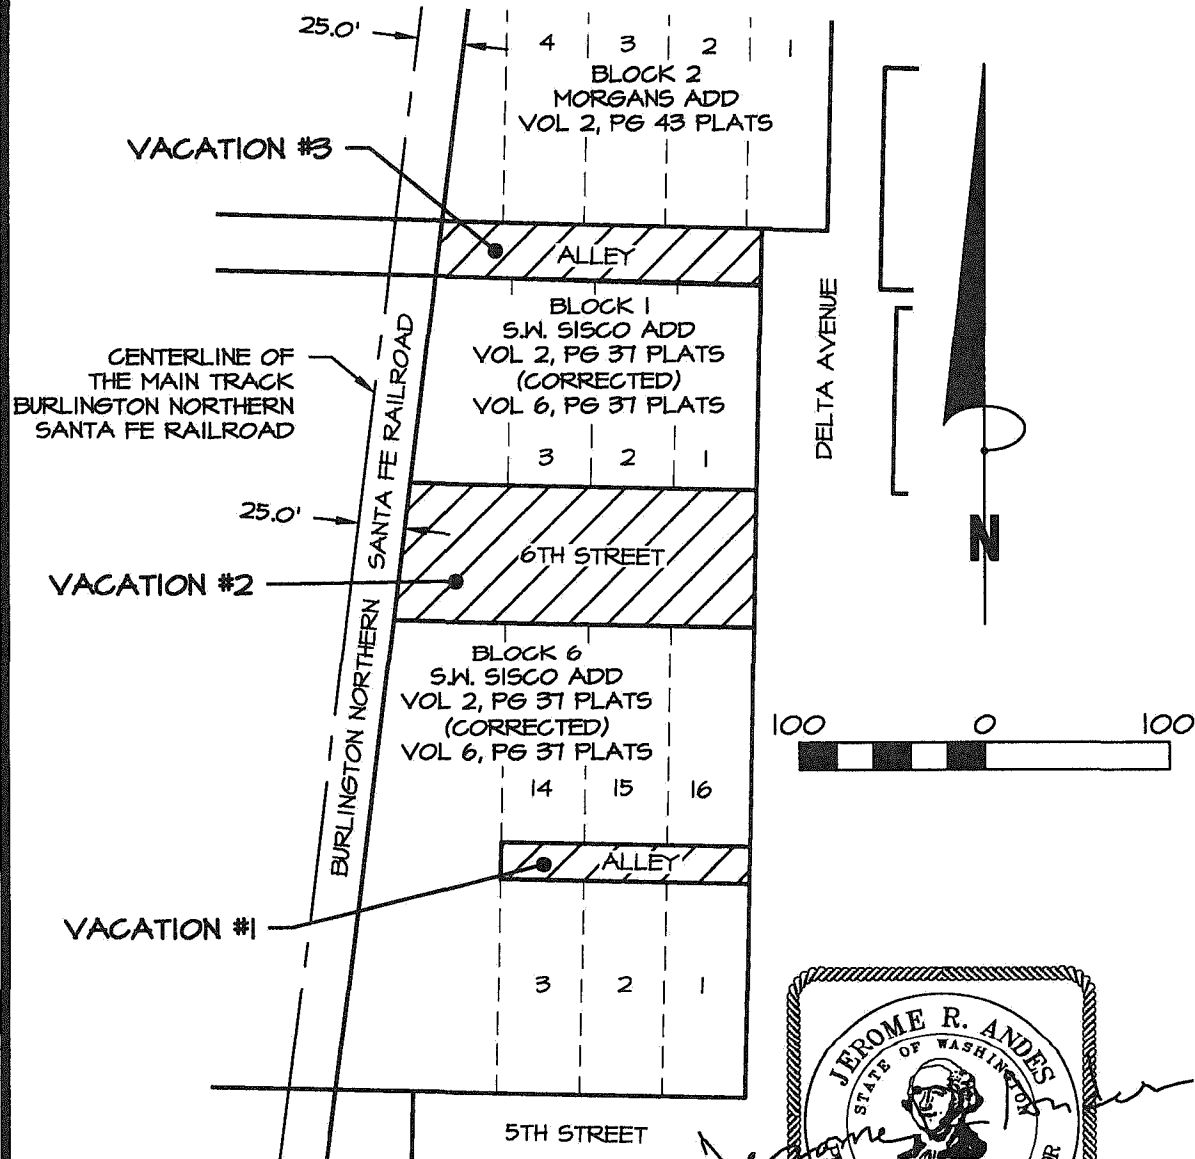 25.0'
4 3 2 1
BLOCK 2
MORGANS ADD
VOL 2, PG 43 PLATS
VACATION #3
ALLEY
BLOCK 1
S.W. SISCO ADD
VOL 2, PG 37 PLATS
(CORRECTED)
VOL 6, PG 37 PLATS
CENTERLINE OF
THE MAIN TRACK
BURLINGTON NORTHERN
SANTA FE RAILROAD
DELTA AVENUE
3 2 1
25.0'
6TH STREET
VACATION #2
N
BURLINGTON NORTHERN SANTA FE RAILROAD
BLOCK 6
S.W. SISCO ADD
VOL 2, PG 37 PLATS
(CORRECTED)
VOL 6, PG 37 PLATS
100 0 100
14 15 16
ALLEY
VACATION #1
3 2 1
JEROME R. ANDES
STATE OF WASHINGTON
5TH STREET